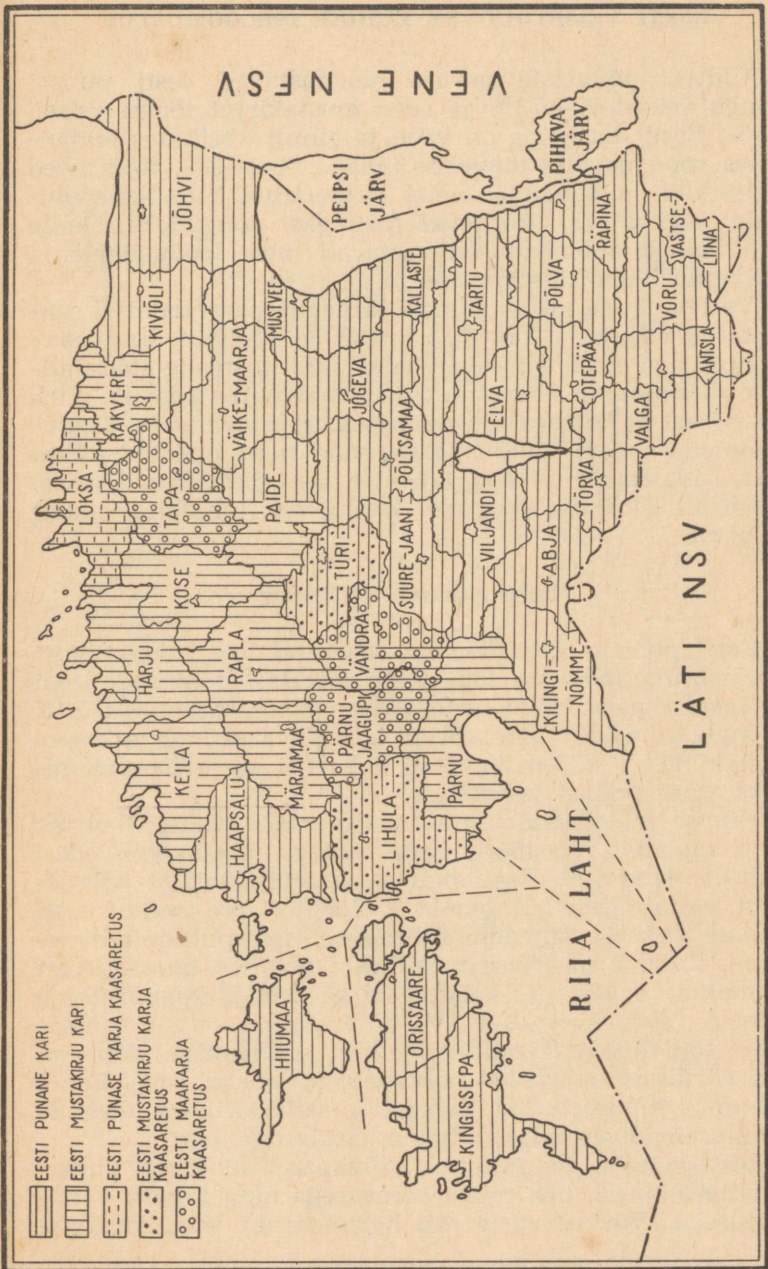 EESTI PUNANE KARI
EESTI MUSTAKIRJU KARI
EESTI PUNASE KARJA KAASARETUS
EESTI MUSTAKIRJU KARJA
KAASARETUS
EESTI MAAKARJA
KAASARETUS
HIIUMAA
ORISSAARE
KINGISSEPA
HAAPSALU
KEILA
HARJU
KOSE
LOKSA
RAKVERE
KIVIÕLI
JÕHVI
TAPA
VÄIKE-MAARJA
MUSTVEE
RAPLA
MÄRJAMAA
LIHULA
PÄRNU-
JAAGUPI
VÄNDRA
TÜRI
PAIDE
JÕGEVA
KALLASTE
PÕLTSAMAA
SUURE-JAANI
PÄRNU
VILJANDI
ELVA
TARTU
KILINGI-
NÕMME
ABJA
TÕRVA
OTEPÄÄ
PÕLVA
RÄPINA
VALGA
ANTSLA
VÕRU
VASTSE-
LIINA
PEIPSI
JÄRV
PIHKVA
JÄRV
RIIA LAHT
LÄTI NSV
VENE NFSV